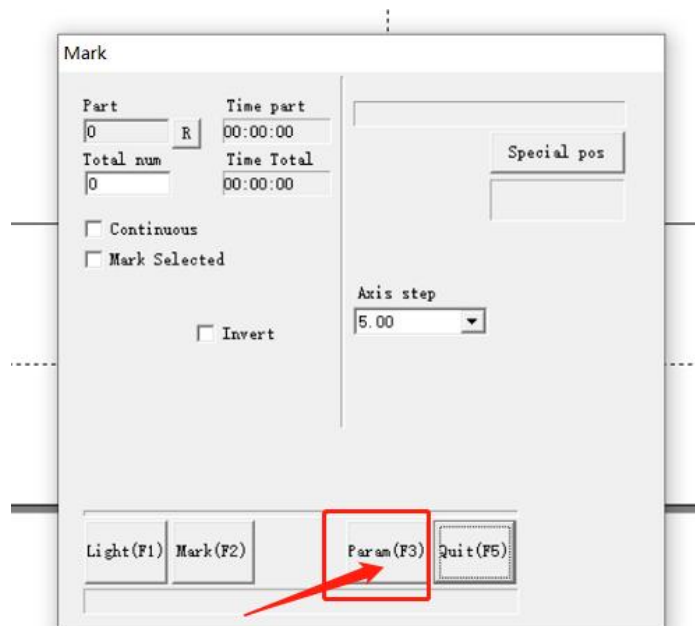 Mark
Part Time part
0 R 00:00:00
Total num Time Total
0 00:00:00
Special pos
Continuous
Mark Selected
Axis step
5.00
Invert
Light(F1) Mark(F2) Param(F3) Quit(F5)